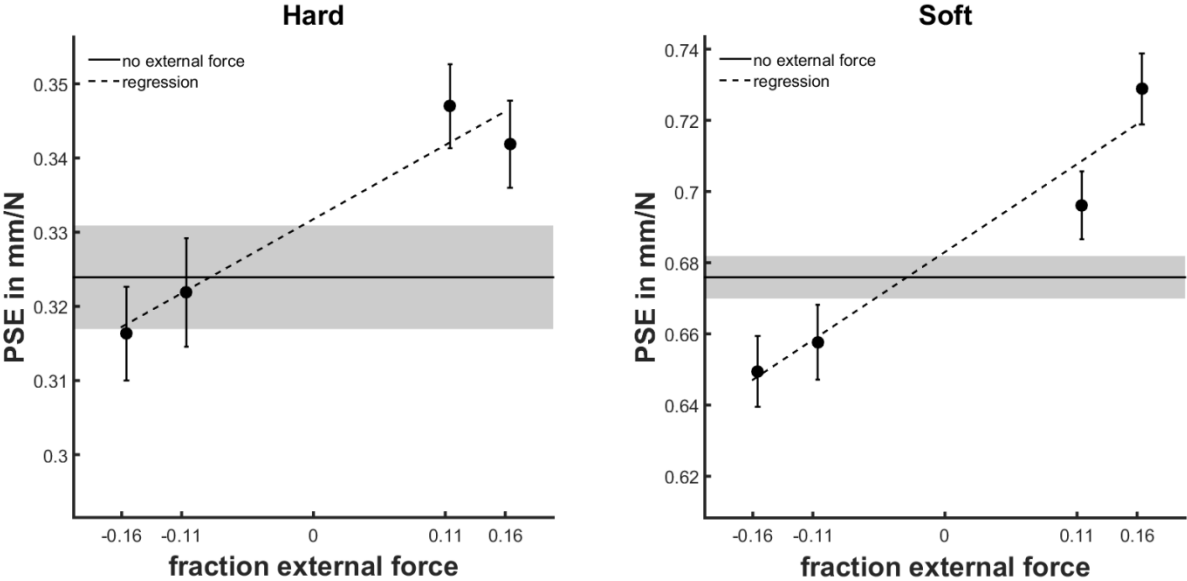 Hard
no external force
regression
PSE in mm/N
0.35
0.34
0.33
0.32
0.31
0.3
-0.16 -0.11 0 0.11 0.16
fraction external force
Soft
no external force
regression
PSE in mm/N
0.74
0.72
0.7
0.68
0.66
0.64
0.62
-0.16 -0.11 0 0.11 0.16
fraction external force